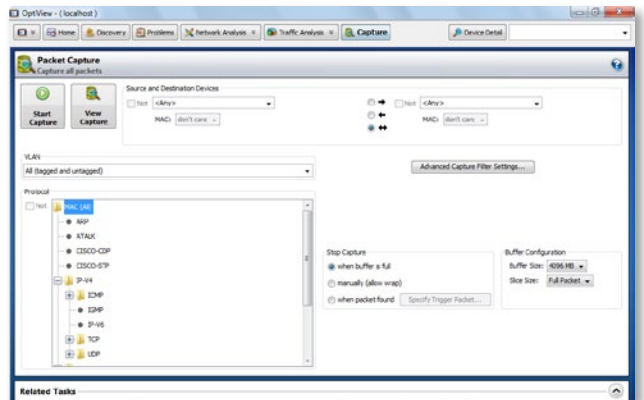 OptiView - ( localhost )
Home Discovery Problems Network Analysis Traffic Analysis Capture Device Detail
Packet Capture
Capture all packets
Start Capture
View Capture
Source and Destination Devices
Not <Any>
MAC: don't care
Not <Any>
MAC: don't care
VLAN
All (tagged and untagged)
Advanced Capture Filter Settings...
Protocol
Not
MAC (All)
ARP
ATALK
CISCO-CDP
CISCO-STP
IP-V4
ICMP
IGMP
IP-V6
TCP
UDP
Stop Capture
when buffer is full
manually (allow wrap)
when packet found Specify Trigger Packet...
Buffer Configuration
Buffer Size: 4096 MB
Slice Size: Full Packet
Related Tasks